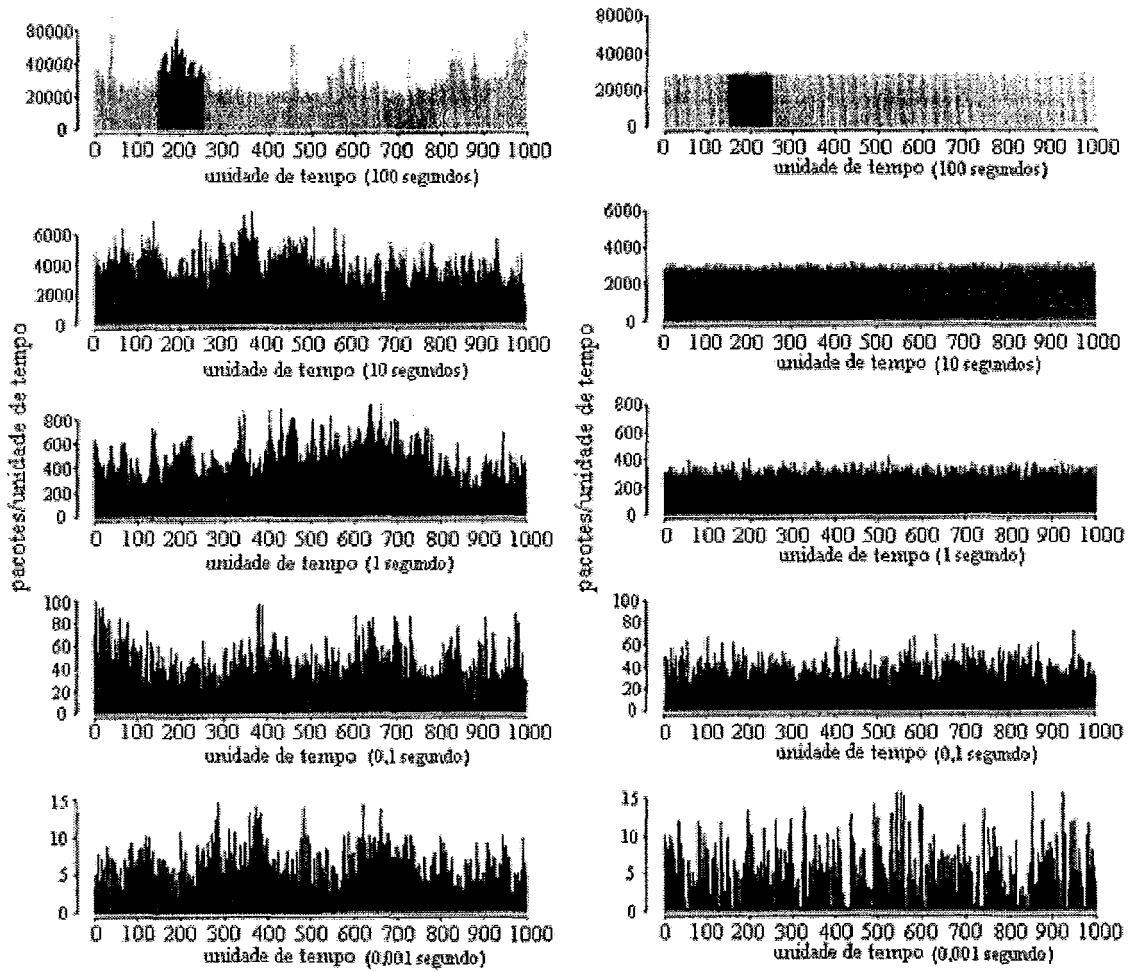 pacotes/unidade de tempo
80000
60000
40000
20000
0
0 100 200 300 400 500 600 700 800 900 1000
unidade de tempo (100 segundos)
6000
4000
2000
0
0 100 200 300 400 500 600 700 800 900 1000
unidade de tempo (10 segundos)
800
600
400
200
0
0 100 200 300 400 500 600 700 800 900 1000
unidade de tempo (1 segundo)
100
80
60
40
20
0
0 100 200 300 400 500 600 700 800 900 1000
unidade de tempo (0,1 segundo)
15
10
5
0
0 100 200 300 400 500 600 700 800 900 1000
unidade de tempo (0,001 segundo)
pacotes/unidade de tempo
80000
60000
40000
20000
0
0 100 200 300 400 500 600 700 800 900 1000
unidade de tempo (100 segundos)
6000
4000
2000
0
0 100 200 300 400 500 600 700 800 900 1000
unidade de tempo (10 segundos)
800
600
400
200
0
0 100 200 300 400 500 600 700 800 900 1000
unidade de tempo (1 segundo)
100
80
60
40
20
0
0 100 200 300 400 500 600 700 800 900 1000
unidade de tempo (0,1 segundo)
15
10
5
0
0 100 200 300 400 500 600 700 800 900 1000
unidade de tempo (0,001 segundo)